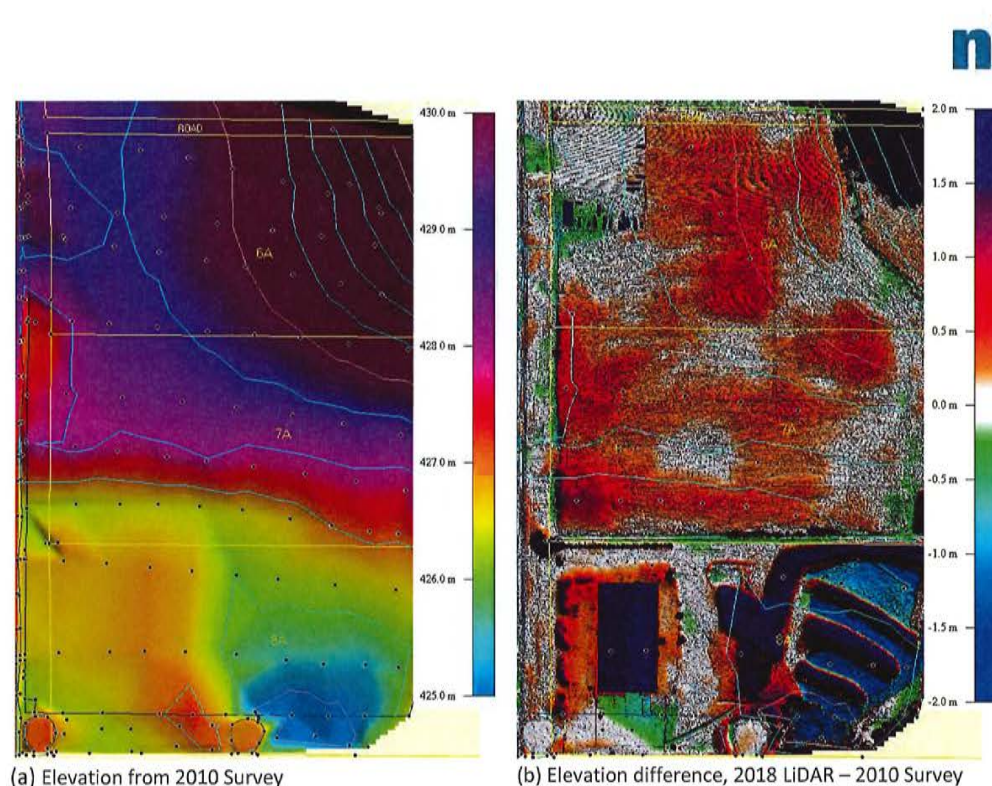 n
430.0 m
429.0 m
428.0 m
427.0 m
426.0 m
425.0 m
ROAD
6A
7A
8A
(a) Elevation from 2010 Survey
2.0 m
1.5 m
1.0 m
0.5 m
0.0 m
-0.5 m
-1.0 m
-1.5 m
-2.0 m
6A
7A
(b) Elevation difference, 2018 LiDAR – 2010 Survey